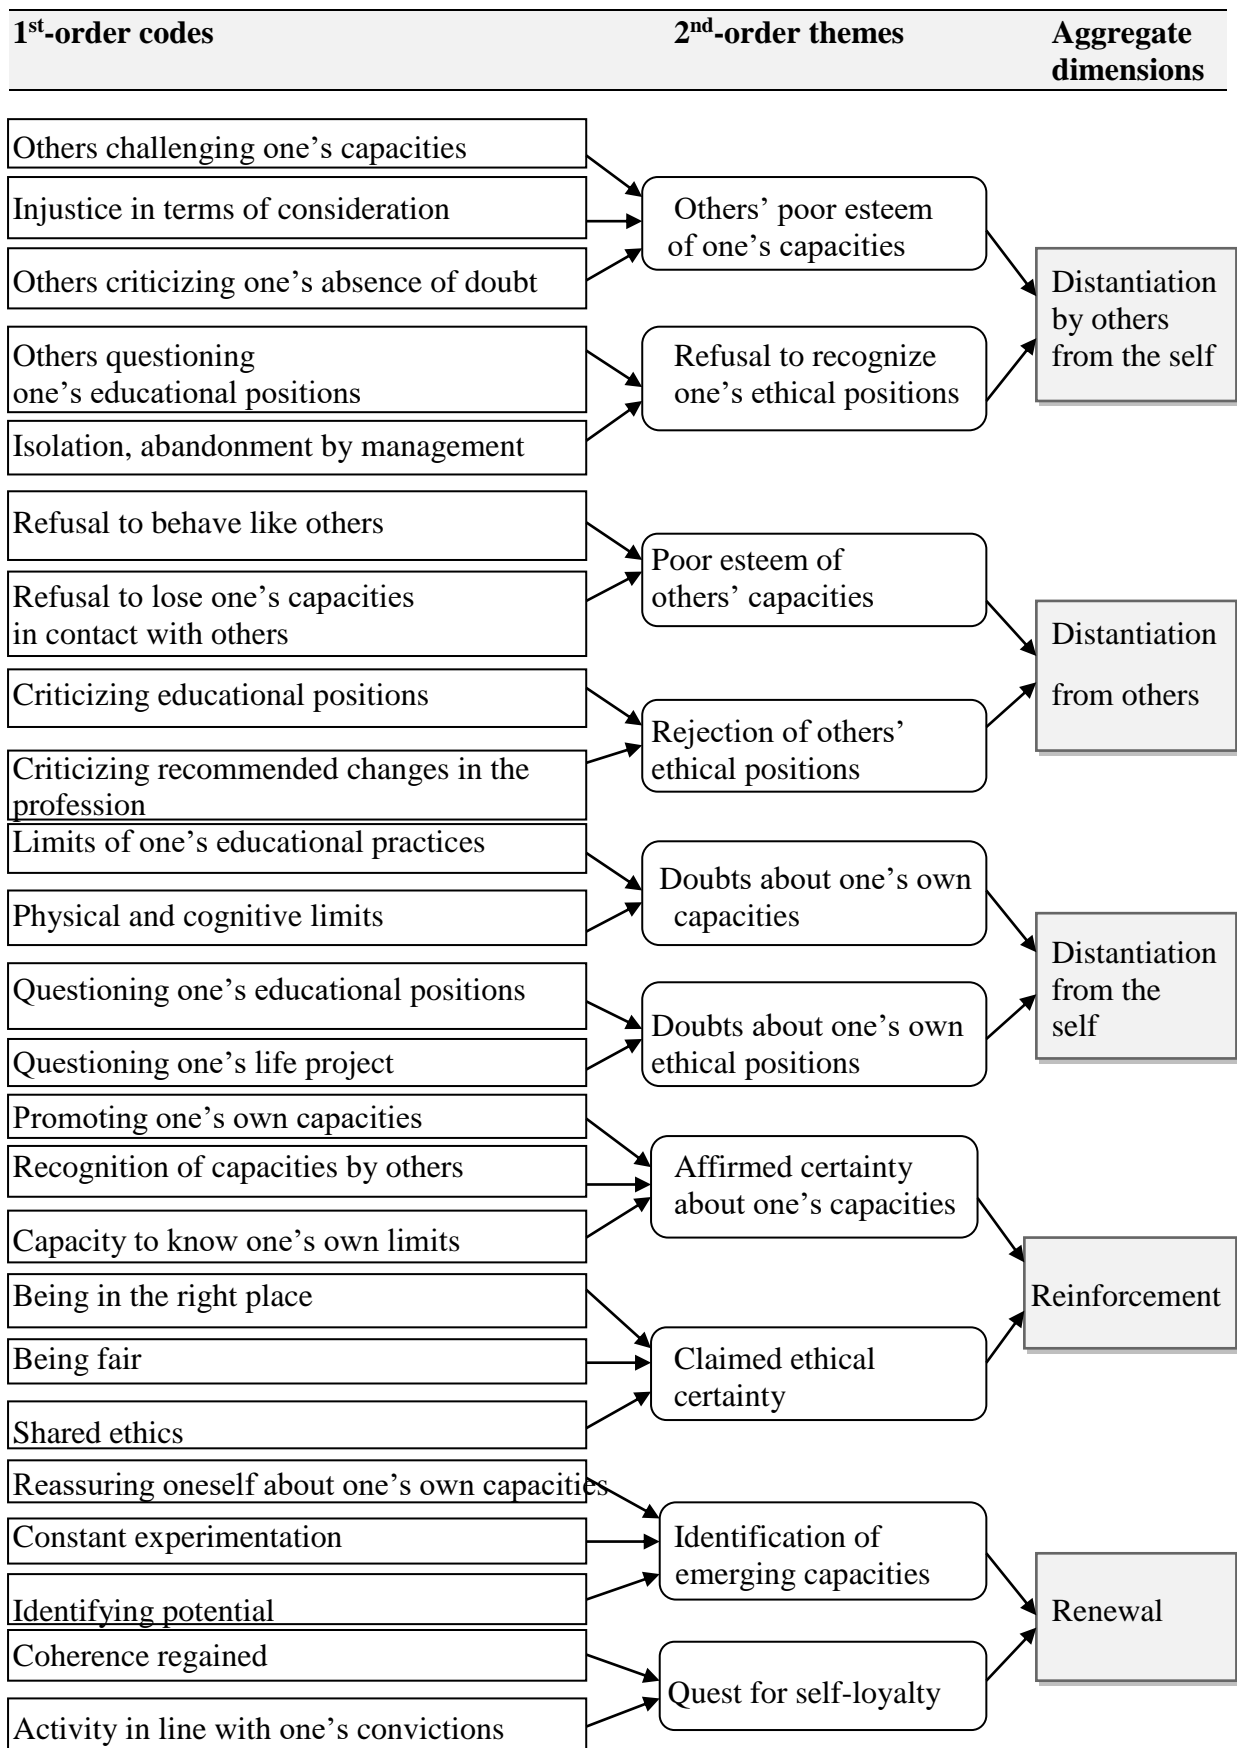 1st-order codes
2nd-order themes
Aggregate
dimensions
Others challenging one’s capacities
Injustice in terms of consideration
Others criticizing one’s absence of doubt
Others’ poor esteem
of one’s capacities
Others questioning
one’s educational positions
Isolation, abandonment by management
Refusal to recognize
one’s ethical positions
Distantiation
by others
from the self
Refusal to behave like others
Refusal to lose one’s capacities
in contact with others
Poor esteem of
others’ capacities
Criticizing educational positions
Criticizing recommended changes in the
profession
Rejection of others’
ethical positions
Distantiation
from others
Limits of one’s educational practices
Physical and cognitive limits
Doubts about one’s own
capacities
Questioning one’s educational positions
Questioning one’s life project
Doubts about one’s own
ethical positions
Distantiation
from the
self
Promoting one’s own capacities
Recognition of capacities by others
Capacity to know one’s own limits
Affirmed certainty
about one’s capacities
Being in the right place
Being fair
Shared ethics
Claimed ethical
certainty
Reinforcement
Reassuring oneself about one’s own capacities
Constant experimentation
Identifying potential
Identification of
emerging capacities
Coherence regained
Activity in line with one’s convictions
Quest for self-loyalty
Renewal